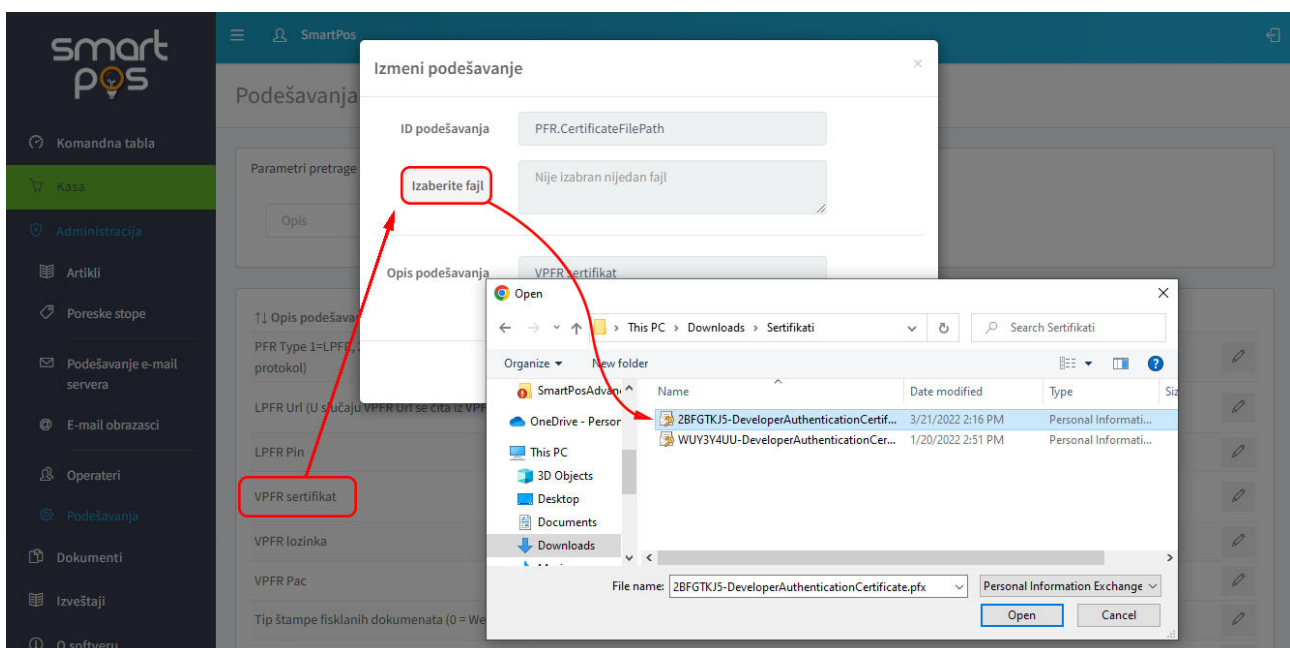 smart
pos
SmartPos
Podešavanja
Komandna tabla
Kasa
Administracija
Artikli
Poreske stope
Podešavanje e-mail
servera
E-mail obrazasci
Operateri
Podešavanja
Dokumenti
Izveštaji
O softveru
Parametri pretrage
Opis
Opis podešavan
PFR Type 1=LPFR,
protokol)
LPFR Url (U slučaju VPFR Url se čita iz VPF
LPFR Pin
VPFR sertifikat
VPFR lozinka
VPFR Pac
Tip štampe fisklanih dokumenata (0 = We
Izmeni podešavanje
×
ID podešavanja
PFR.CertificateFilePath
Izaberite fajl
Nije izabran nijedan fajl
Opis podešavanja
VPFR sertifikat
Open
This PC > Downloads > Sertifikati
Search Sertifikati
Organize
New folder
SmartPosAdvan
OneDrive - Person
This PC
3D Objects
Desktop
Documents
Downloads
Name Date modified Type Siz
2BFGTKJ5-DeveloperAuthenticationCertif... 3/21/2022 2:16 PM Personal Informati...
WUY3Y4UU-DeveloperAuthenticationCer... 1/20/2022 2:51 PM Personal Informati...
File name: 2BFGTKJ5-DeveloperAuthenticationCertificate.pfx Personal Information Exchange
Open Cancel